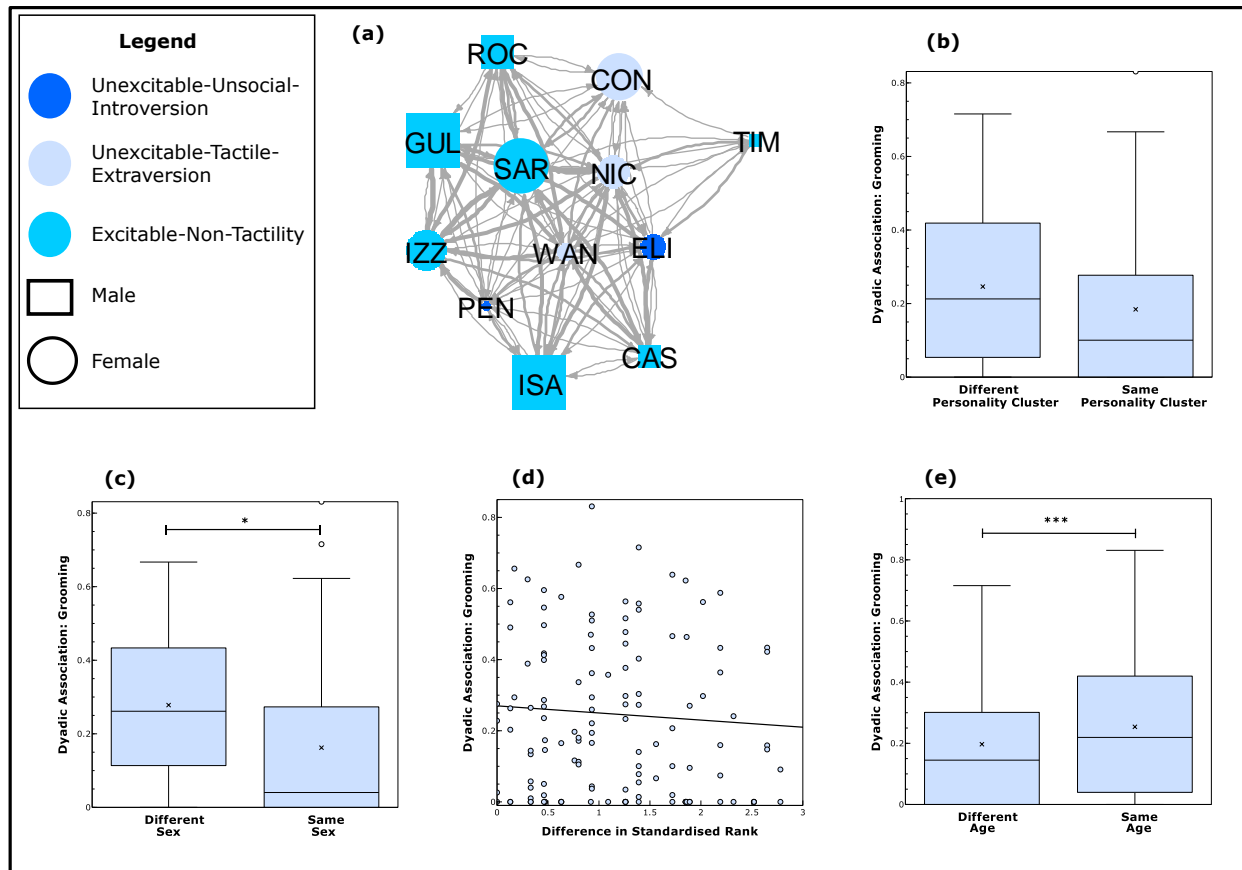 Legend
Unexcitable-Unsocial-
Introversion
Unexcitable-Tactile-
Extraversion
Excitable-Non-Tactility
Male
Female
(a)
ROC
CON
GUL
TIM
SAR
NIC
IZZ
WAN
ELI
PEN
CAS
ISA
(b)
Dyadic Association: Grooming
0.8
0.6
0.4
0.2
0
Different
Personality Cluster
Same
Personality Cluster
(c)
Dyadic Association: Grooming
0.8
0.6
0.4
0.2
0
*
Different
Sex
Same
Sex
(d)
Dyadic Association: Grooming
0.8
0.6
0.4
0.2
0
0 0.5 1 1.5 2 2.5 3
Difference in Standardised Rank
(e)
Dyadic Association: Grooming
1
0.8
0.6
0.4
0.2
0
***
Different
Age
Same
Age